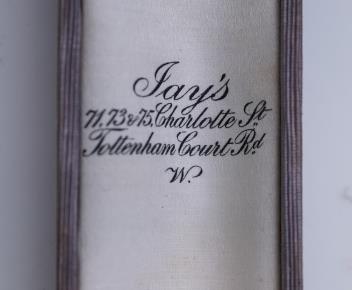 Jay's
71, 73 & 75, Charlotte St.
Tottenham Court Rd.
W.